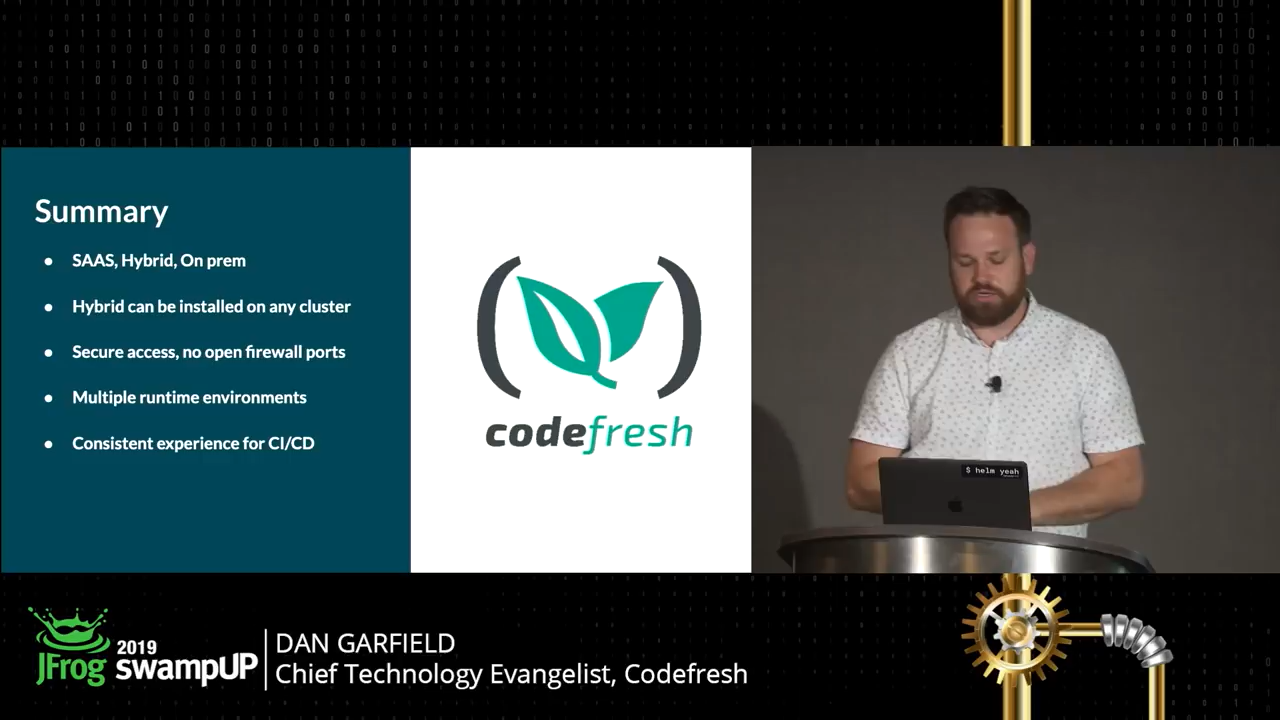 Summary
SAAS, Hybrid, On prem
Hybrid can be installed on any cluster
Secure access, no open firewall ports
Multiple runtime environments
Consistent experience for CI/CD
codefresh
$ helm yeah
JFrog
2019
swampUP
DAN GARFIELD
Chief Technology Evangelist, Codefresh